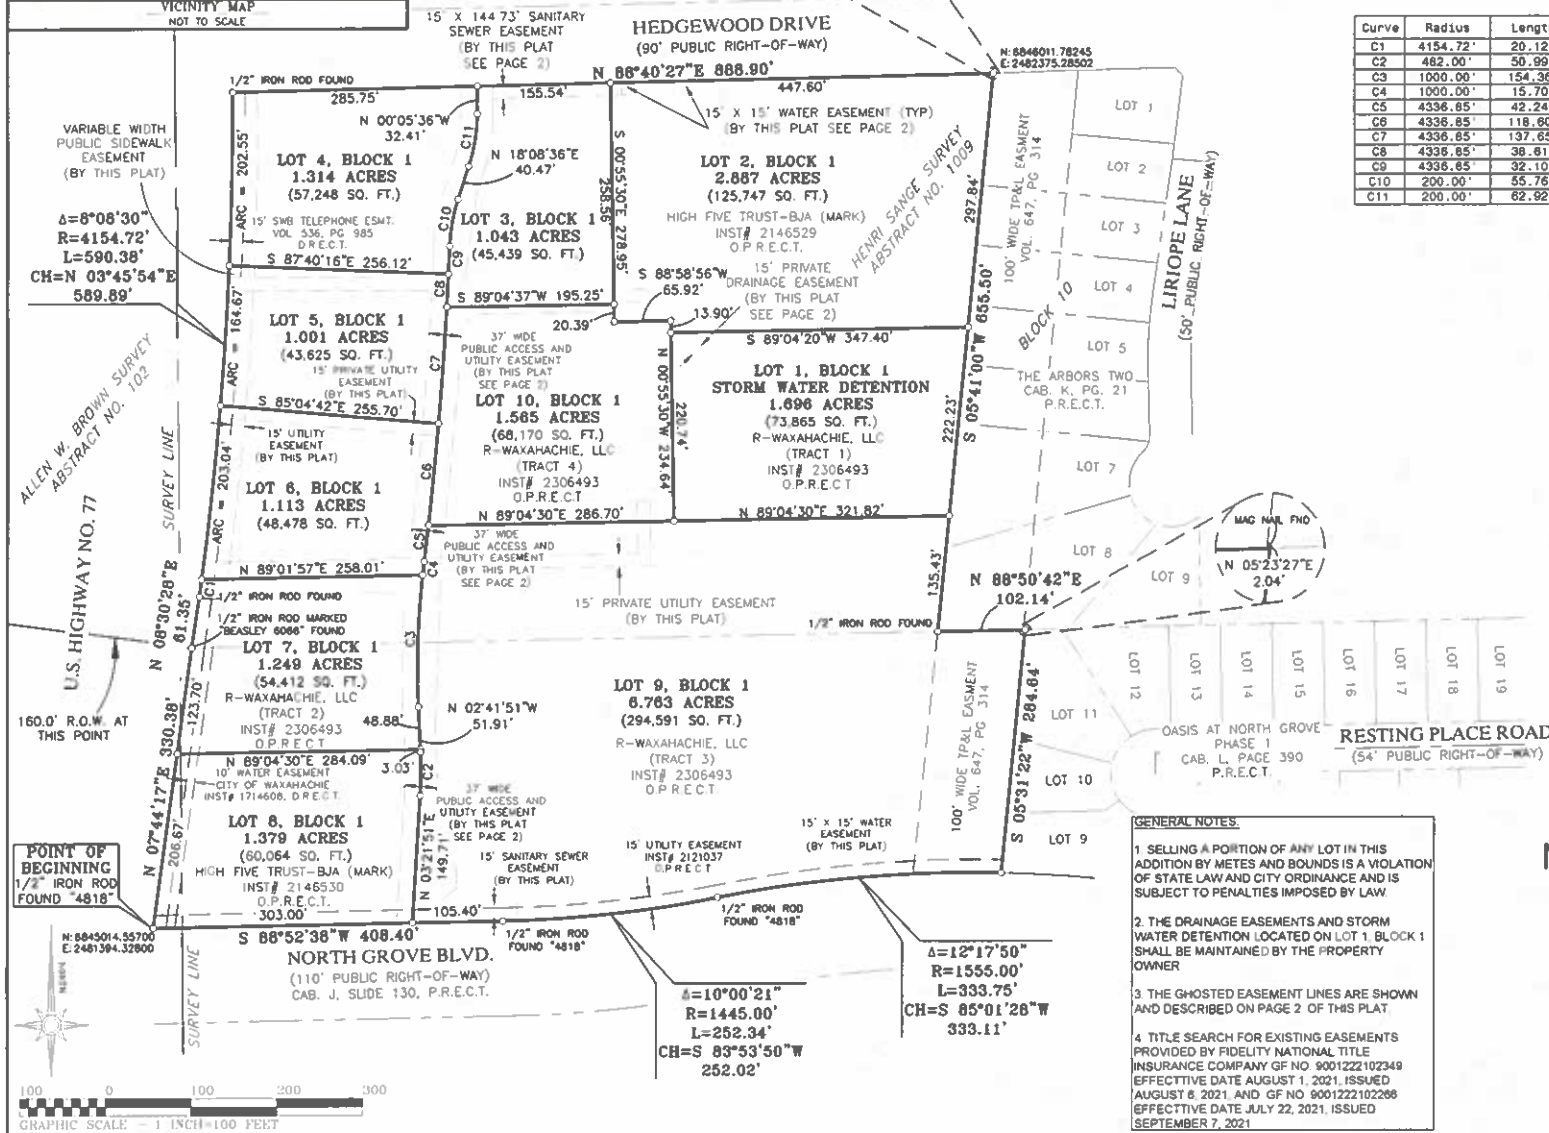 VICINITY MAP
NOT TO SCALE
15' X 144 73' SANITARY
SEWER EASEMENT
(BY THIS PLAT
SEE PAGE 2)
HEDGEWOOD DRIVE
(90' PUBLIC RIGHT-OF-WAY)
N 88°40'27"E 888.90'
N: 6846011.78245
E: 2482375.28502
Curve Radius Lengt
C1 4154.72' 20.12
C2 462.00' 50.99
C3 1000.00' 154.36
C4 1000.00' 15.70
C5 4336.85' 42.24
C6 4336.85' 118.60
C7 4336.85' 137.65
C8 4336.85' 38.61
C9 4336.85' 32.10
C10 200.00' 55.76
C11 200.00' 62.92
1/2" IRON ROD FOUND
285.75'
155.54'
447.60'
15' X 15' WATER EASEMENT (TYP)
(BY THIS PLAT SEE PAGE 2)
VARIABLE WIDTH
PUBLIC SIDEWALK
EASEMENT
(BY THIS PLAT)
N 00°05'36"W
32.41'
C11
N 18°08'36"E
40.47'
C10
C9
C8
ARC = 202.55'
LOT 4, BLOCK 1
1.314 ACRES
(57,248 SQ. FT.)
15' SWB TELEPHONE ESMT.
VOL 536, PG 985
D.R.E.C.T.
S 87°40'16"E 256.12'
LOT 3, BLOCK 1
1.043 ACRES
(45,439 SQ. FT.)
S 89°04'37"W 195.25'
S 00°55'30"E 278.95'
258.56'
LOT 2, BLOCK 1
2.887 ACRES
(125,747 SQ. FT.)
HIGH FIVE TRUST-BJA (MARK)
INST# 2146529
O.P.R.E.C.T.
HENRI SANGE SURVEY
ABSTRACT NO. 1009
297.84'
100' WIDE TP&L EASMENT
VOL. 647, PG 314
LOT 1
LOT 2
LOT 3
LOT 4
LOT 5
BLOCK 10
THE ARBORS TWO
CAB. K, PG. 21
P.R.E.C.T.
LOT 7
LOT 8
LOT 9
LIRIOPE LANE
(50' PUBLIC RIGHT-OF-WAY)
Δ=8°08'30"
R=4154.72'
L=590.38'
CH=N 03°45'54"E
589.89'
S 88°58'56"W
65.92'
15' PRIVATE
DRAINAGE EASEMENT
(BY THIS PLAT
SEE PAGE 2)
13.90'
20.39'
S 89°04'20"W 347.40'
S 05°41'00"W 655.50'
ARC = 164.67'
LOT 5, BLOCK 1
1.001 ACRES
(43,625 SQ. FT.)
15' PRIVATE UTILITY
EASEMENT
(BY THIS PLAT)
S 85°04'42"E 255.70'
C7
37' WIDE
PUBLIC ACCESS AND
UTILITY EASEMENT
(BY THIS PLAT
SEE PAGE 2)
LOT 10, BLOCK 1
1.565 ACRES
(68,170 SQ. FT.)
R-WAXAHACHIE, LLC
(TRACT 4)
INST# 2306493
O.P.R.E.C.T
N 00°55'30"W 234.64'
220.74'
LOT 1, BLOCK 1
STORM WATER DETENTION
1.696 ACRES
(73,865 SQ. FT.)
R-WAXAHACHIE, LLC
(TRACT 1)
INST# 2306493
O.P.R.E.C.T
222.23'
ALLEN W. BROWN SURVEY
ABSTRACT NO. 102
SURVEY LINE
15' UTILITY
EASEMENT
(BY THIS PLAT)
ARC = 203.04'
LOT 6, BLOCK 1
1.113 ACRES
(48,478 SQ. FT.)
C6
N 89°04'30"E 286.70'
N 89°04'30"E 321.82'
U.S. HIGHWAY NO. 77
37' WIDE
PUBLIC ACCESS AND
UTILITY EASEMENT
(BY THIS PLAT
SEE PAGE 2)
C5
C4
N 89°01'57"E 258.01'
C1
1/2" IRON ROD FOUND
1/2" IRON ROD MARKED
"BEASLEY 6066" FOUND
N 08°30'28"E
61.35'
15' PRIVATE UTILITY EASEMENT
(BY THIS PLAT)
135.43'
1/2" IRON ROD FOUND
N 88°50'42"E
102.14'
MAG NAIL FND
N 05°23'27"E
2.04'
C3
LOT 7, BLOCK 1
1.249 ACRES
(54,412 SQ. FT.)
R-WAXAHACHIE, LLC
(TRACT 2)
INST# 2306493
O.P.R.E.C.T
123.70'
160.0' R.O.W. AT
THIS POINT
48.88'
N 02°41'51"W
51.91'
N 89°04'30"E 284.09'
3.03'
C2
LOT 9, BLOCK 1
6.763 ACRES
(294,591 SQ. FT.)
R-WAXAHACHIE, LLC
(TRACT 3)
INST# 2306493
O.P.R.E.C.T
100' WIDE TP&L EASMENT
VOL. 647, PG 314
S 05°31'22"W 284.64'
LOT 12
LOT 13
LOT 14
LOT 15
LOT 16
LOT 17
LOT 18
LOT 19
LOT 11
LOT 10
LOT 9
OASIS AT NORTH GROVE
PHASE 1
CAB. L, PAGE 390
P.R.E.C.T.
RESTING PLACE ROAD
(54' PUBLIC RIGHT-OF-WAY)
N 07°44'17"E 330.38'
206.67'
10' WATER EASEMENT
CITY OF WAXAHACHIE
INST# 1714608, D.R.E.C.T.
LOT 8, BLOCK 1
1.379 ACRES
(60,064 SQ. FT.)
HIGH FIVE TRUST-BJA (MARK)
INST# 2146530
O.P.R.E.C.T.
303.00'
N 03°21'51"E
149.71'
37' WIDE
PUBLIC ACCESS AND
UTILITY EASEMENT
(BY THIS PLAT
SEE PAGE 2)
15' SANITARY SEWER
EASEMENT
(BY THIS PLAT)
15' UTILITY EASEMENT
INST# 2121037
O.P.R.E.C.T
15' X 15' WATER
EASEMENT
(BY THIS PLAT)
POINT OF
BEGINNING
1/2" IRON ROD
FOUND "4818"
N: 6845014.55700
E: 2481394.32800
S 88°52'38"W 408.40'
105.40'
1/2" IRON ROD
FOUND "4818"
1/2" IRON ROD
FOUND "4818"
NORTH GROVE BLVD.
(110' PUBLIC RIGHT-OF-WAY)
CAB. J, SLIDE 130, P.R.E.C.T.
SURVEY LINE
Δ=10°00'21"
R=1445.00'
L=252.34'
CH=S 83°53'50"W
252.02'
Δ=12°17'50"
R=1555.00'
L=333.75'
CH=S 85°01'28"W
333.11'
GENERAL NOTES.
1 SELLING A PORTION OF ANY LOT IN THIS
ADDITION BY METES AND BOUNDS IS A VIOLATION
OF STATE LAW AND CITY ORDINANCE AND IS
SUBJECT TO PENALTIES IMPOSED BY LAW.
2. THE DRAINAGE EASEMENTS AND STORM
WATER DETENTION LOCATED ON LOT 1, BLOCK 1
SHALL BE MAINTAINED BY THE PROPERTY
OWNER
3. THE GHOSTED EASEMENT LINES ARE SHOWN
AND DESCRIBED ON PAGE 2 OF THIS PLAT
4 TITLE SEARCH FOR EXISTING EASEMENTS
PROVIDED BY FIDELITY NATIONAL TITLE
INSURANCE COMPANY GF NO. 9001222102349
EFFECTTIVE DATE AUGUST 1, 2021, ISSUED
AUGUST 6, 2021, AND GF NO 9001222102266
EFFECTTIVE DATE JULY 22, 2021, ISSUED
SEPTEMBER 7, 2021
100 0 100 200 300
GRAPHIC SCALE - 1 INCH=100 FEET